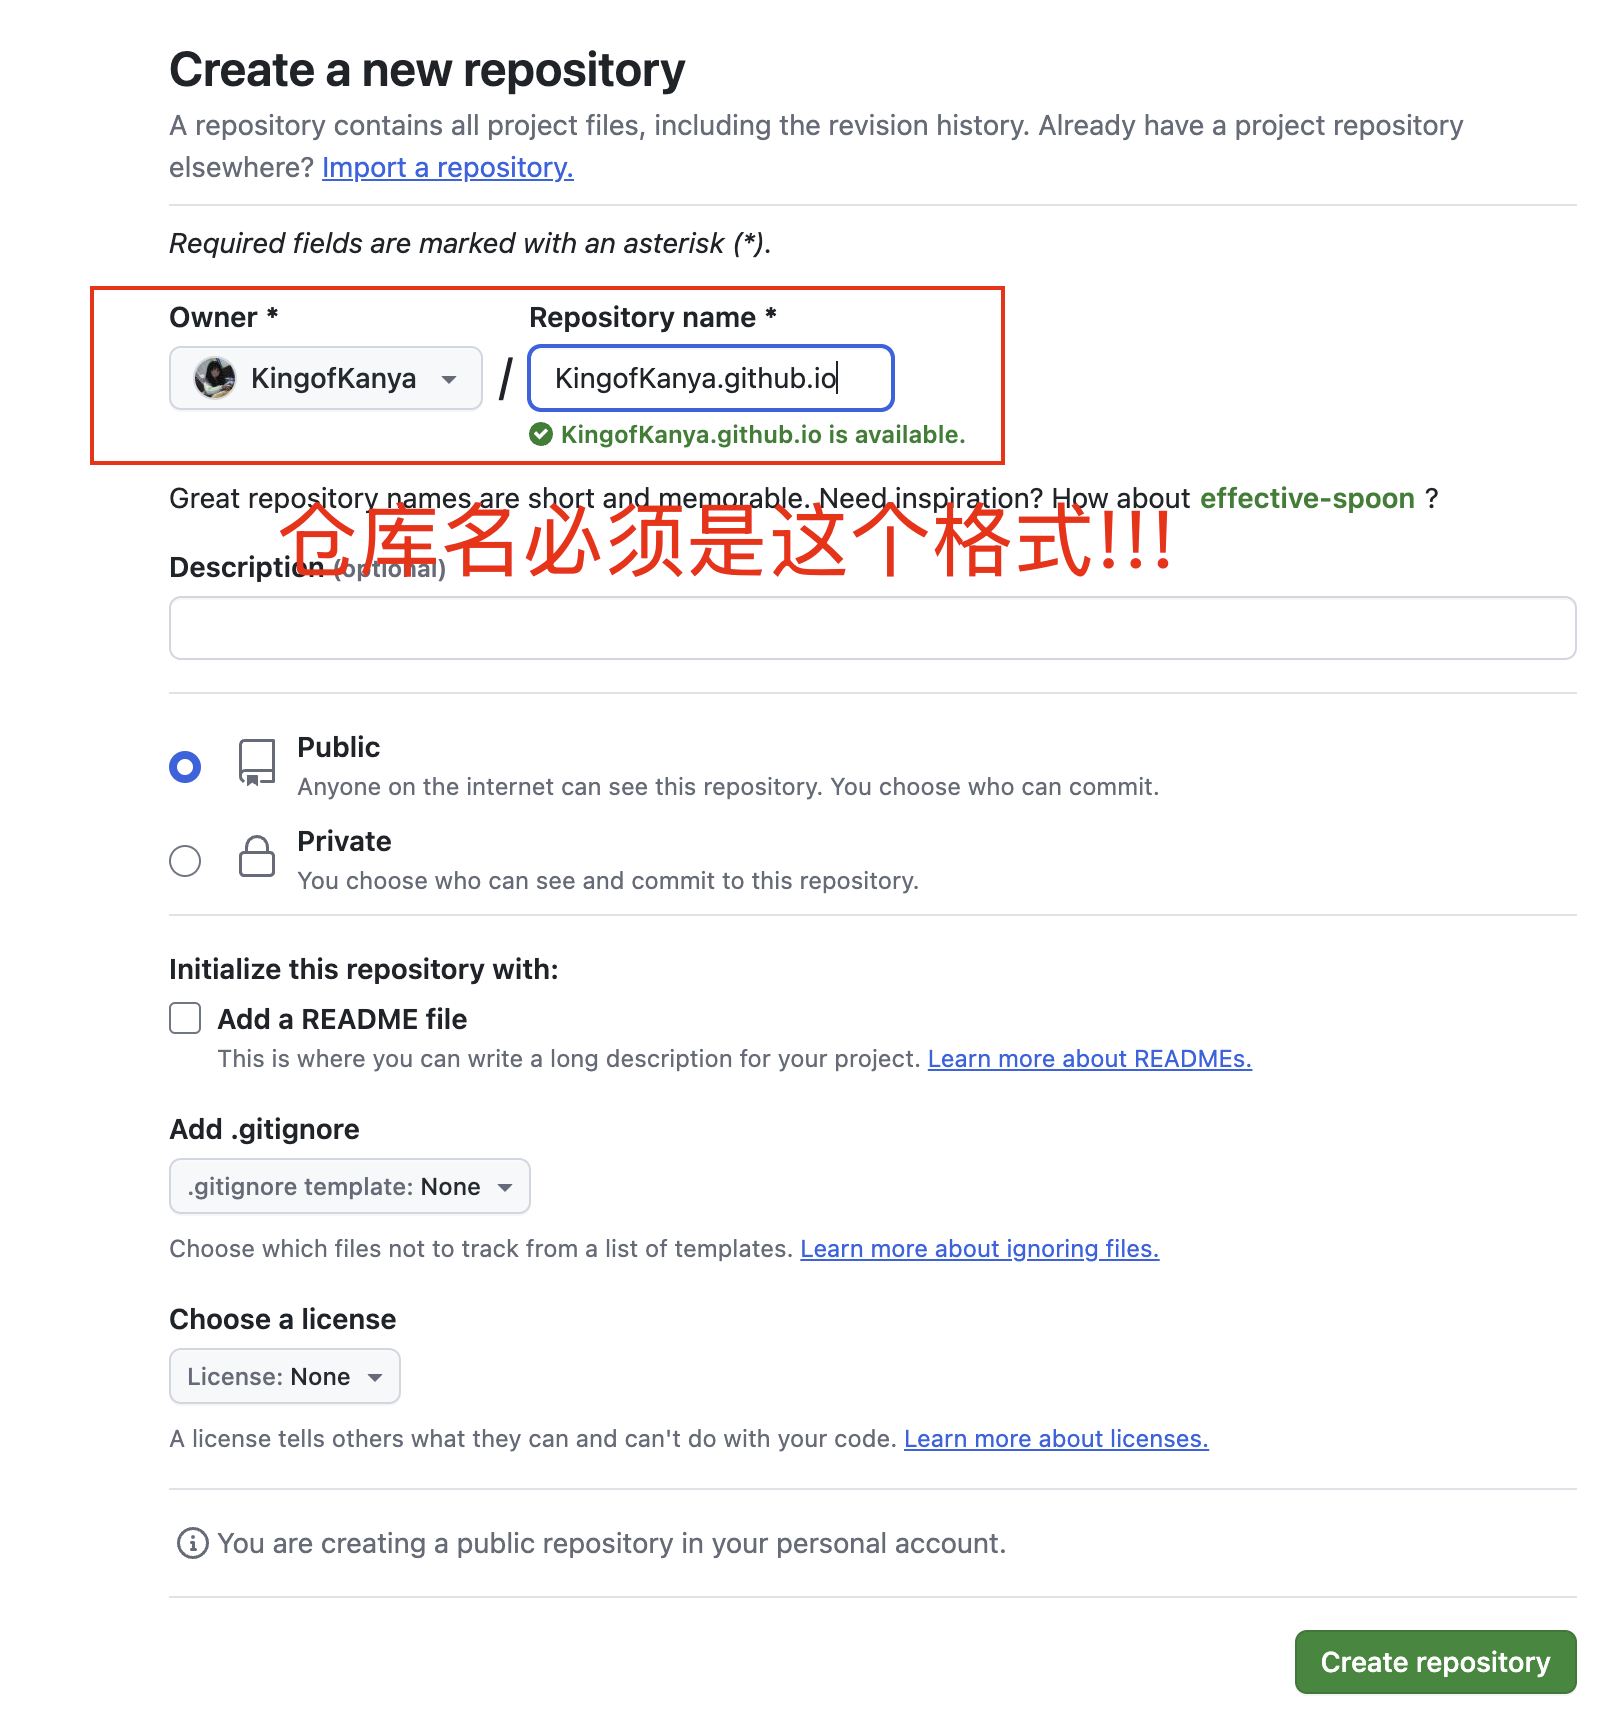 Create a new repository
A repository contains all project files, including the revision history. Already have a project repository
elsewhere? Import a repository.
Required fields are marked with an asterisk (*).
Owner * Repository name *
KingofKanya / KingofKanya.github.io
KingofKanya.github.io is available.
Great repository names are short and memorable. Need inspiration? How about effective-spoon ?
仓库名必须是这个格式!!!
Description (optional)
Public
Anyone on the internet can see this repository. You choose who can commit.
Private
You choose who can see and commit to this repository.
Initialize this repository with:
Add a README file
This is where you can write a long description for your project. Learn more about READMEs.
Add .gitignore
.gitignore template: None
Choose which files not to track from a list of templates. Learn more about ignoring files.
Choose a license
License: None
A license tells others what they can and can't do with your code. Learn more about licenses.
You are creating a public repository in your personal account.
Create repository